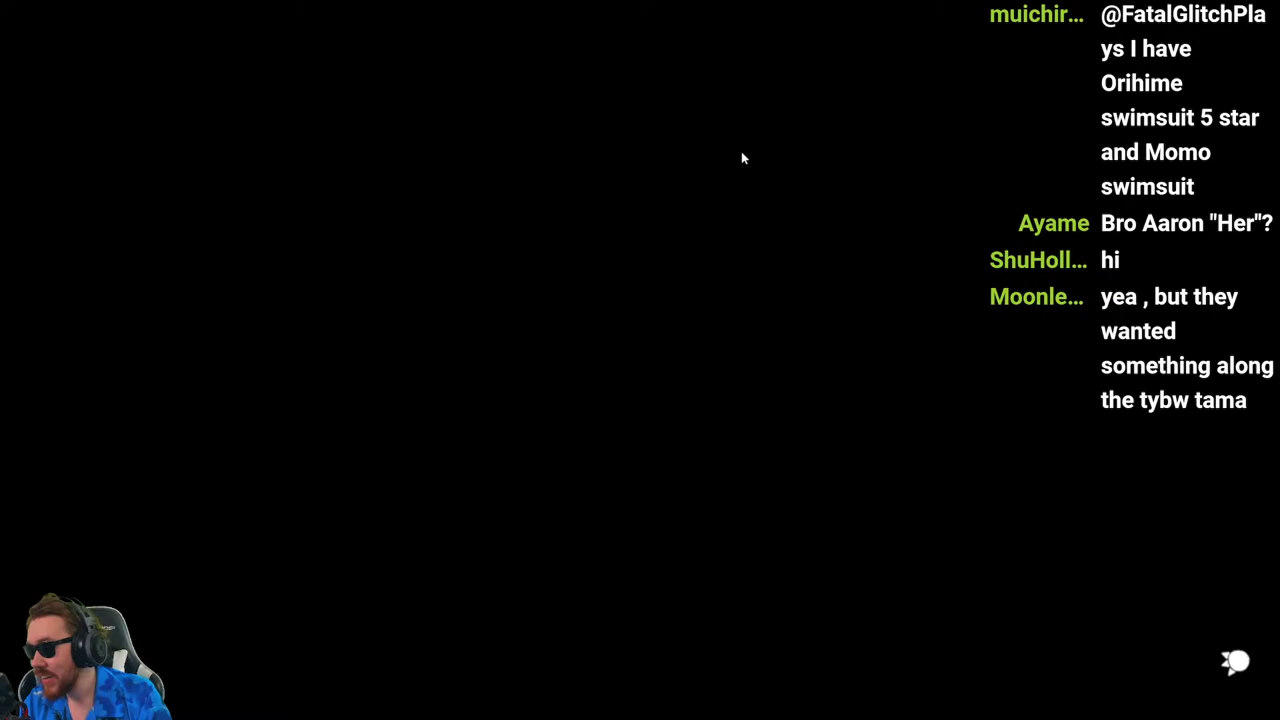 muichir… @FatalGlitchPla
ys I have
Orihime
swimsuit 5 star
and Momo
swimsuit
Ayame Bro Aaron "Her"?
ShuHoll… hi
Moonle… yea , but they
wanted
something along
the tybw tama